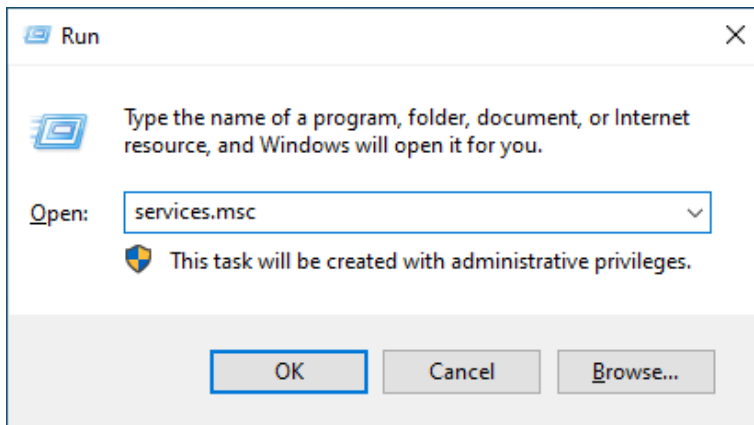 Run
Type the name of a program, folder, document, or Internet
resource, and Windows will open it for you.
Open: services.msc
This task will be created with administrative privileges.
OK Cancel Browse...